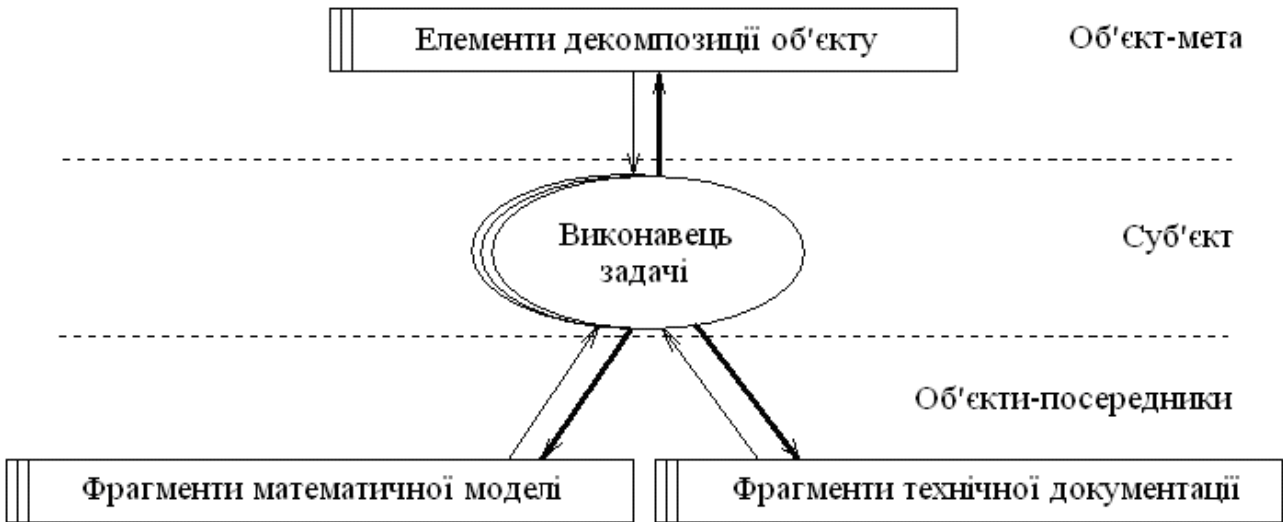 Елементи декомпозиції об'єкту
Об'єкт-мета
Виконавець
задачі
Суб'єкт
Об'єкти-посередники
Фрагменти математичної моделі
Фрагменти технічної документації